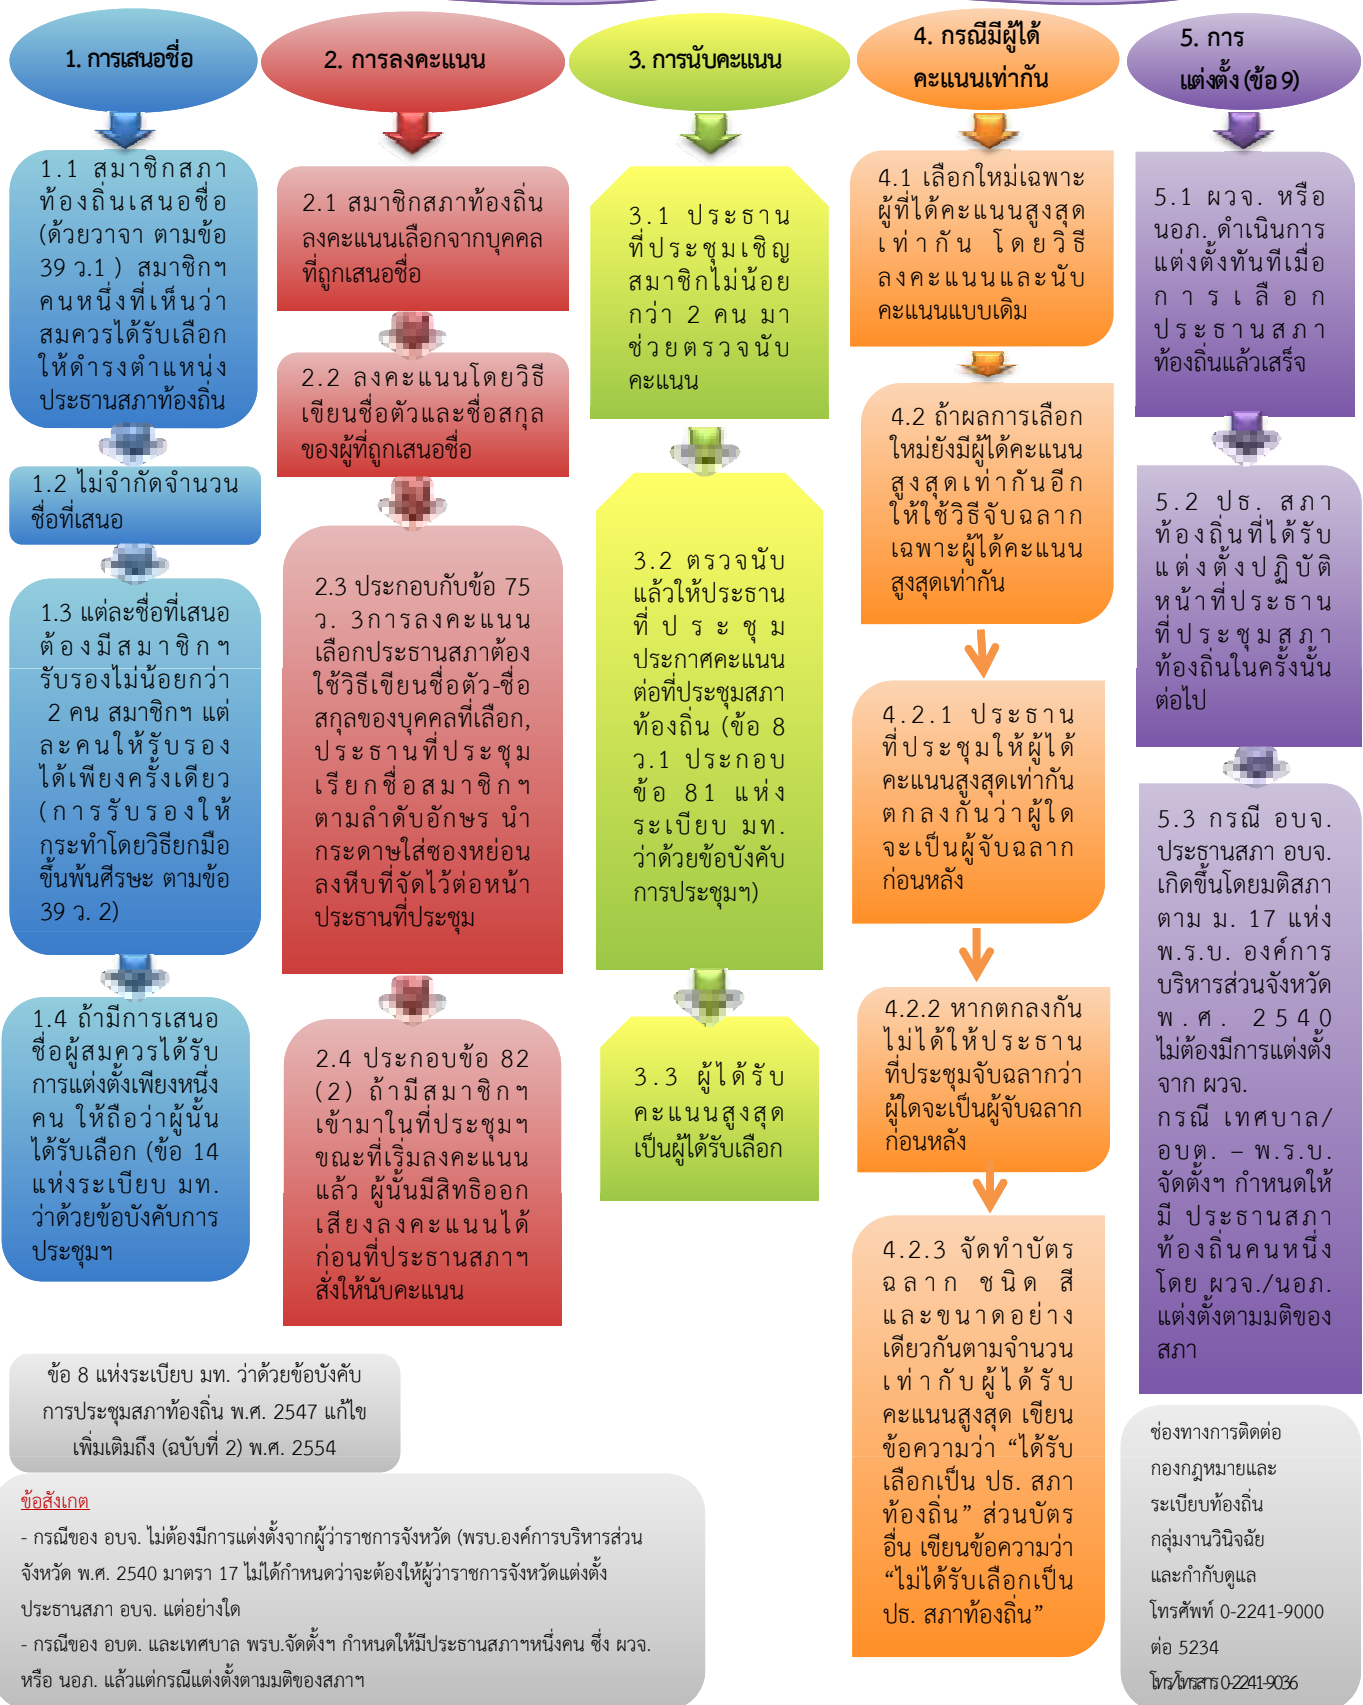 1. การเสนอชื่อ
1.1 สมาชิกสภา
ท้องถิ่นเสนอชื่อ
(ด้วยวาจา ตามข้อ
39 ว.1 ) สมาชิกฯ
คนหนึ่งที่เห็นว่า
สมควรได้รับเลือก
ให้ดำรงตำแหน่ง
ประธานสภาท้องถิ่น
1.2 ไม่จำกัดจำนวน
ชื่อที่เสนอ
1.3 แต่ละชื่อที่เสนอ
ต้องมีสมาชิกฯ
รับรองไม่น้อยกว่า
2 คน สมาชิกฯ แต่
ละคนให้รับรอง
ได้เพียงครั้งเดียว
(การรับรองให้
กระทำโดยวิธียกมือ
ขึ้นพ้นศีรษะ ตามข้อ
39 ว. 2)
1.4 ถ้ามีการเสนอ
ชื่อผู้สมควรได้รับ
การแต่งตั้งเพียงหนึ่ง
คน ให้ถือว่าผู้นั้น
ได้รับเลือก (ข้อ 14
แห่งระเบียบ มท.
ว่าด้วยข้อบังคับการ
ประชุมฯ
2. การลงคะแนน
2.1 สมาชิกสภาท้องถิ่น
ลงคะแนนเลือกจากบุคคล
ที่ถูกเสนอชื่อ
2.2 ลงคะแนนโดยวิธี
เขียนชื่อตัวและชื่อสกุล
ของผู้ที่ถูกเสนอชื่อ
2.3 ประกอบกับข้อ 75
ว. 3การลงคะแนน
เลือกประธานสภาต้อง
ใช้วิธีเขียนชื่อตัว-ชื่อ
สกุลของบุคคลที่เลือก,
ประธานที่ประชุม
เรียกชื่อสมาชิกฯ
ตามลำดับอักษร นำ
กระดาษใส่ซองหย่อน
ลงหีบที่จัดไว้ต่อหน้า
ประธานที่ประชุม
2.4 ประกอบข้อ 82
(2) ถ้ามีสมาชิกฯ
เข้ามาในที่ประชุมฯ
ขณะที่เริ่มลงคะแนน
แล้ว ผู้นั้นมีสิทธิออก
เสียงลงคะแนนได้
ก่อนที่ประธานสภาฯ
สั่งให้นับคะแนน
3. การนับคะแนน
3.1 ประธาน
ที่ประชุมเชิญ
สมาชิกไม่น้อย
กว่า 2 คน มา
ช่วยตรวจนับ
คะแนน
3.2 ตรวจนับ
แล้วให้ประธาน
ที่ประชุม
ประกาศคะแนน
ต่อที่ประชุมสภา
ท้องถิ่น (ข้อ 8
ว.1 ประกอบ
ข้อ 81 แห่ง
ระเบียบ มท.
ว่าด้วยข้อบังคับ
การประชุมฯ)
3.3 ผู้ได้รับ
คะแนนสูงสุด
เป็นผู้ได้รับเลือก
4. กรณีมีผู้ได้
คะแนนเท่ากัน
4.1 เลือกใหม่เฉพาะ
ผู้ที่ได้คะแนนสูงสุด
เท่ากัน โดยวิธี
ลงคะแนนและนับ
คะแนนแบบเดิม
4.2 ถ้าผลการเลือก
ใหม่ยังมีผู้ได้คะแนน
สูงสุดเท่ากันอีก
ให้ใช้วิธีจับฉลาก
เฉพาะผู้ได้คะแนน
สูงสุดเท่ากัน
4.2.1 ประธาน
ที่ประชุมให้ผู้ได้
คะแนนสูงสุดเท่ากัน
ตกลงกันว่าผู้ใด
จะเป็นผู้จับฉลาก
ก่อนหลัง
4.2.2 หากตกลงกัน
ไม่ได้ให้ประธาน
ที่ประชุมจับฉลากว่า
ผู้ใดจะเป็นผู้จับฉลาก
ก่อนหลัง
4.2.3 จัดทำบัตร
ฉลาก ชนิด สี
และขนาดอย่าง
เดียวกันตามจำนวน
เท่ากับผู้ได้รับ
คะแนนสูงสุด เขียน
ข้อความว่า “ได้รับ
เลือกเป็น ปธ. สภา
ท้องถิ่น” ส่วนบัตร
อื่น เขียนข้อความว่า
“ไม่ได้รับเลือกเป็น
ปธ. สภาท้องถิ่น”
5. การ
แต่งตั้ง (ข้อ 9)
5.1 ผวจ. หรือ
นอภ. ดำเนินการ
แต่งตั้งทันทีเมื่อ
การเลือก
ประธานสภา
ท้องถิ่นแล้วเสร็จ
5.2 ปธ. สภา
ท้องถิ่นที่ได้รับ
แต่งตั้งปฏิบัติ
หน้าที่ประธาน
ที่ประชุมสภา
ท้องถิ่นในครั้งนั้น
ต่อไป
5.3 กรณี อบจ.
ประธานสภา อบจ.
เกิดขึ้นโดยมติสภา
ตาม ม. 17 แห่ง
พ.ร.บ. องค์การ
บริหารส่วนจังหวัด
พ.ศ. 2540
ไม่ต้องมีการแต่งตั้ง
จาก ผวจ.
กรณี เทศบาล/
อบต. – พ.ร.บ.
จัดตั้งฯ กำหนดให้
มี ประธานสภา
ท้องถิ่นคนหนึ่ง
โดย ผวจ./นอภ.
แต่งตั้งตามมติของ
สภา
ข้อ 8 แห่งระเบียบ มท. ว่าด้วยข้อบังคับ
การประชุมสภาท้องถิ่น พ.ศ. 2547 แก้ไข
เพิ่มเติมถึง (ฉบับที่ 2) พ.ศ. 2554
ข้อสังเกต
- กรณีของ อบจ. ไม่ต้องมีการแต่งจากผู้ว่าราชการจังหวัด (พรบ.องค์การบริหารส่วน
จังหวัด พ.ศ. 2540 มาตรา 17 ไม่ได้กำหนดว่าจะต้องให้ผู้ว่าราชการจังหวัดแต่งตั้ง
ประธานสภา อบจ. แต่อย่างใด
- กรณีของ อบต. และเทศบาล พรบ.จัดตั้งฯ กำหนดให้มีประธานสภาฯหนึ่งคน ซึ่ง ผวจ.
หรือ นอภ. แล้วแต่กรณีแต่งตั้งตามมติของสภาฯ
ช่องทางการติดต่อ
กองกฎหมายและ
ระเบียบท้องถิ่น
กลุ่มงานวินิจฉัย
และกำกับดูแล
โทรศัพท์ 0-2241-9000
ต่อ 5234
โทร/โทรสาร 0-2241-9036